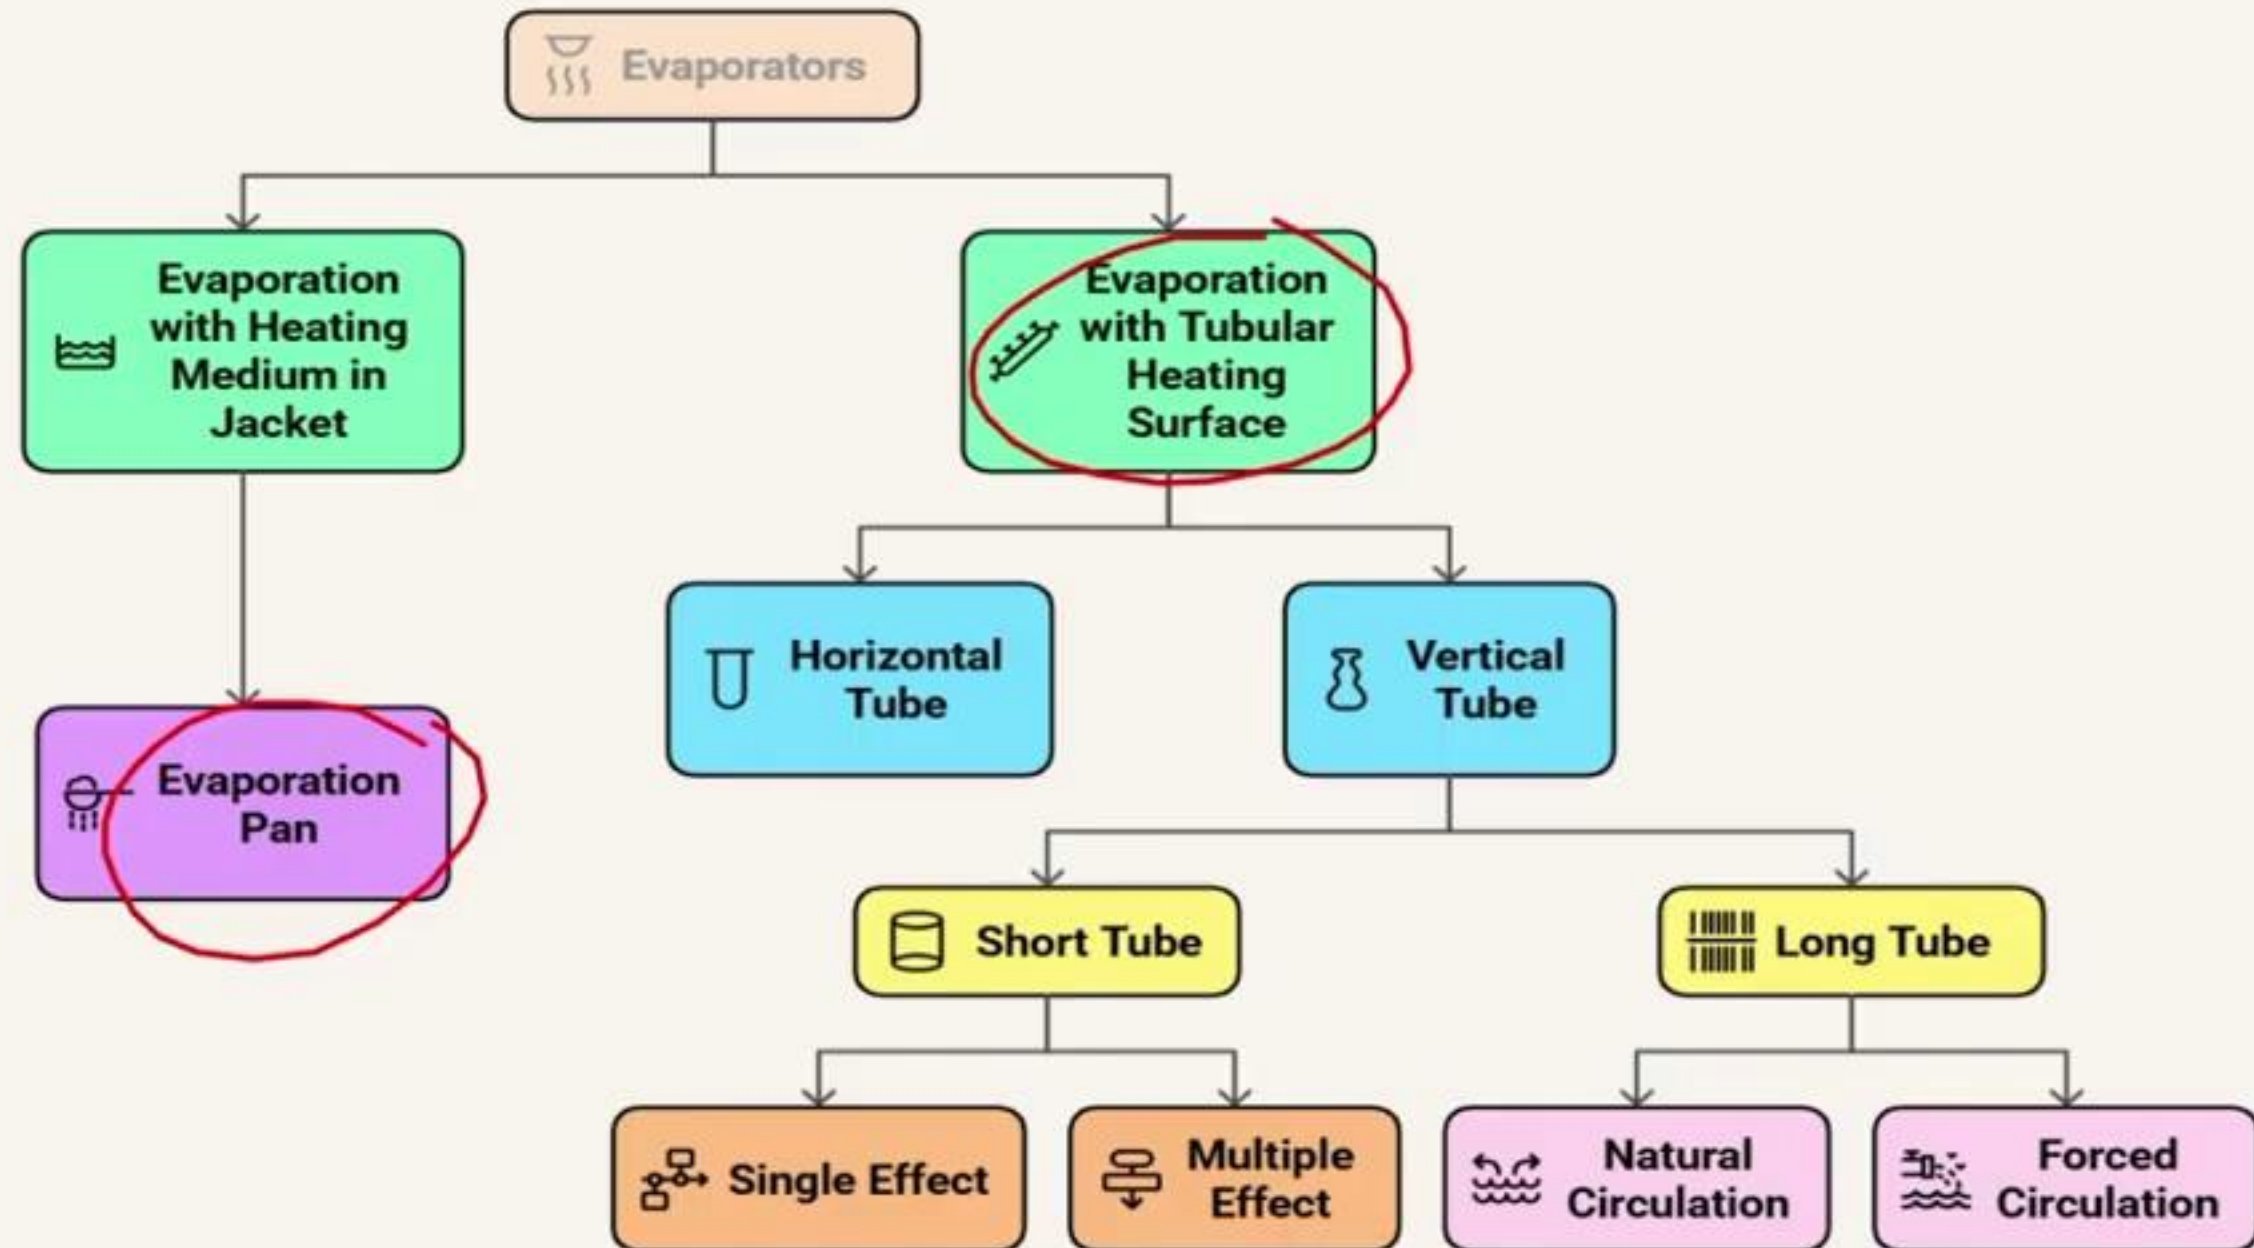 Evaporators
Evaporation
with Heating
Medium in
Jacket
Evaporation
with Tubular
Heating
Surface
Horizontal
Tube
Vertical
Tube
Evaporation
Pan
Short Tube
Long Tube
Single Effect
Multiple
Effect
Natural
Circulation
Forced
Circulation